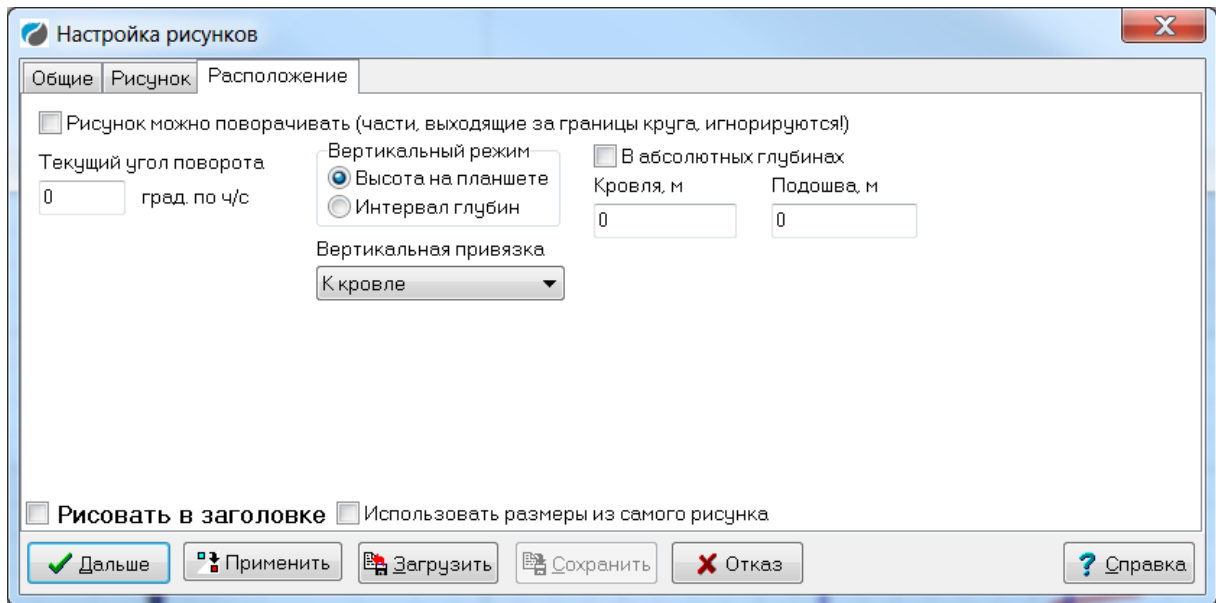 Настройка рисунков
Общие Рисунок Расположение
Рисунок можно поворачивать (части, выходящие за границы круга, игнорируются!)
Текущий угол поворота
0 град. по ч/с
Вертикальный режим
Высота на планшете
Интервал глубин
Вертикальная привязка
К кровле
В абсолютных глубинах
Кровля, м Подошва, м
0 0
Рисовать в заголовке Использовать размеры из самого рисунка
Дальше Применить Загрузить Сохранить Отказ Справка